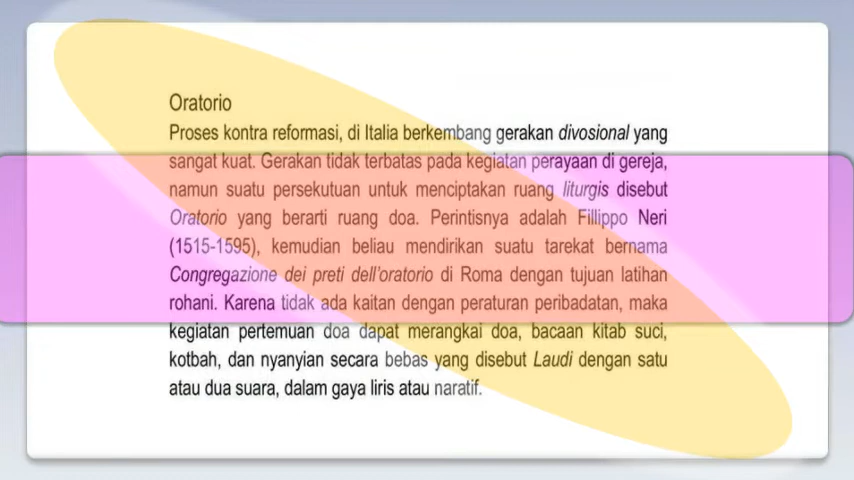 Oratorio
Proses kontra reformasi, di Italia berkembang gerakan divosional yang
sangat kuat. Gerakan tidak terbatas pada kegiatan perayaan di gereja,
namun suatu persekutuan untuk menciptakan ruang liturgis disebut
Oratorio yang berarti ruang doa. Perintisnya adalah Fillippo Neri
(1515-1595), kemudian beliau mendirikan suatu tarekat bernama
Congregazione dei preti dell'oratorio di Roma dengan tujuan latihan
rohani. Karena tidak ada kaitan dengan peraturan peribadatan, maka
kegiatan pertemuan doa dapat merangkai doa, bacaan kitab suci,
kotbah, dan nyanyian secara bebas yang disebut Laudi dengan satu
atau dua suara, dalam gaya liris atau naratif.